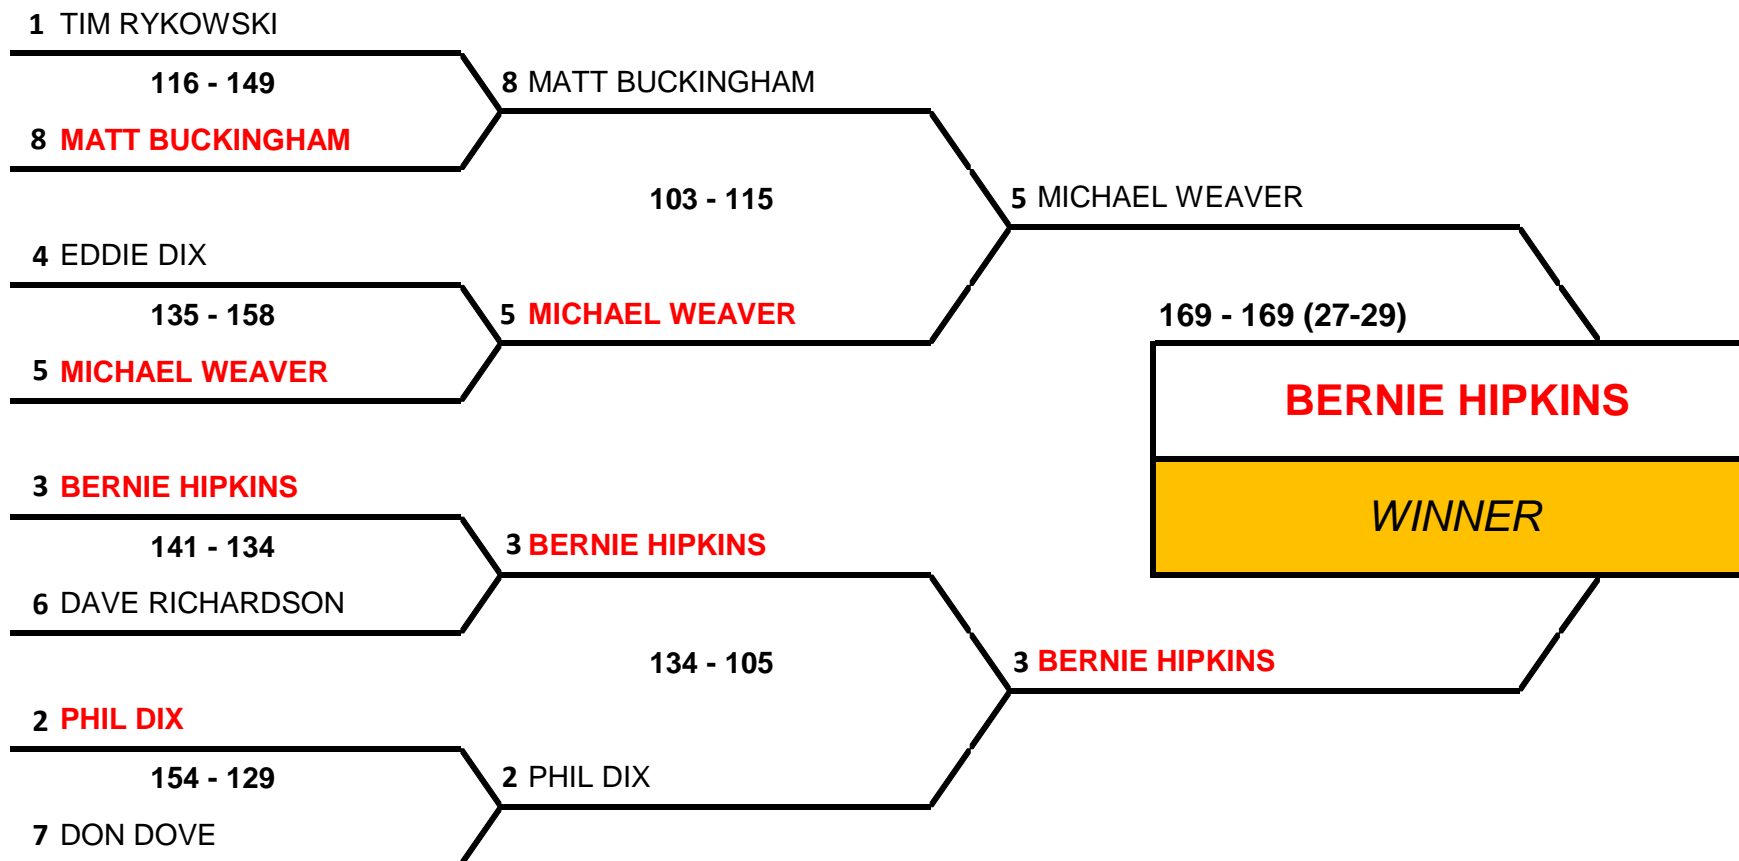 1 TIM RYKOWSKI
116 - 149
8 MATT BUCKINGHAM
8 MATT BUCKINGHAM
103 - 115
5 MICHAEL WEAVER
4 EDDIE DIX
135 - 158
5 MICHAEL WEAVER
5 MICHAEL WEAVER
169 - 169 (27-29)
BERNIE HIPKINS
WINNER
3 BERNIE HIPKINS
141 - 134
3 BERNIE HIPKINS
6 DAVE RICHARDSON
134 - 105
3 BERNIE HIPKINS
2 PHIL DIX
154 - 129
2 PHIL DIX
7 DON DOVE